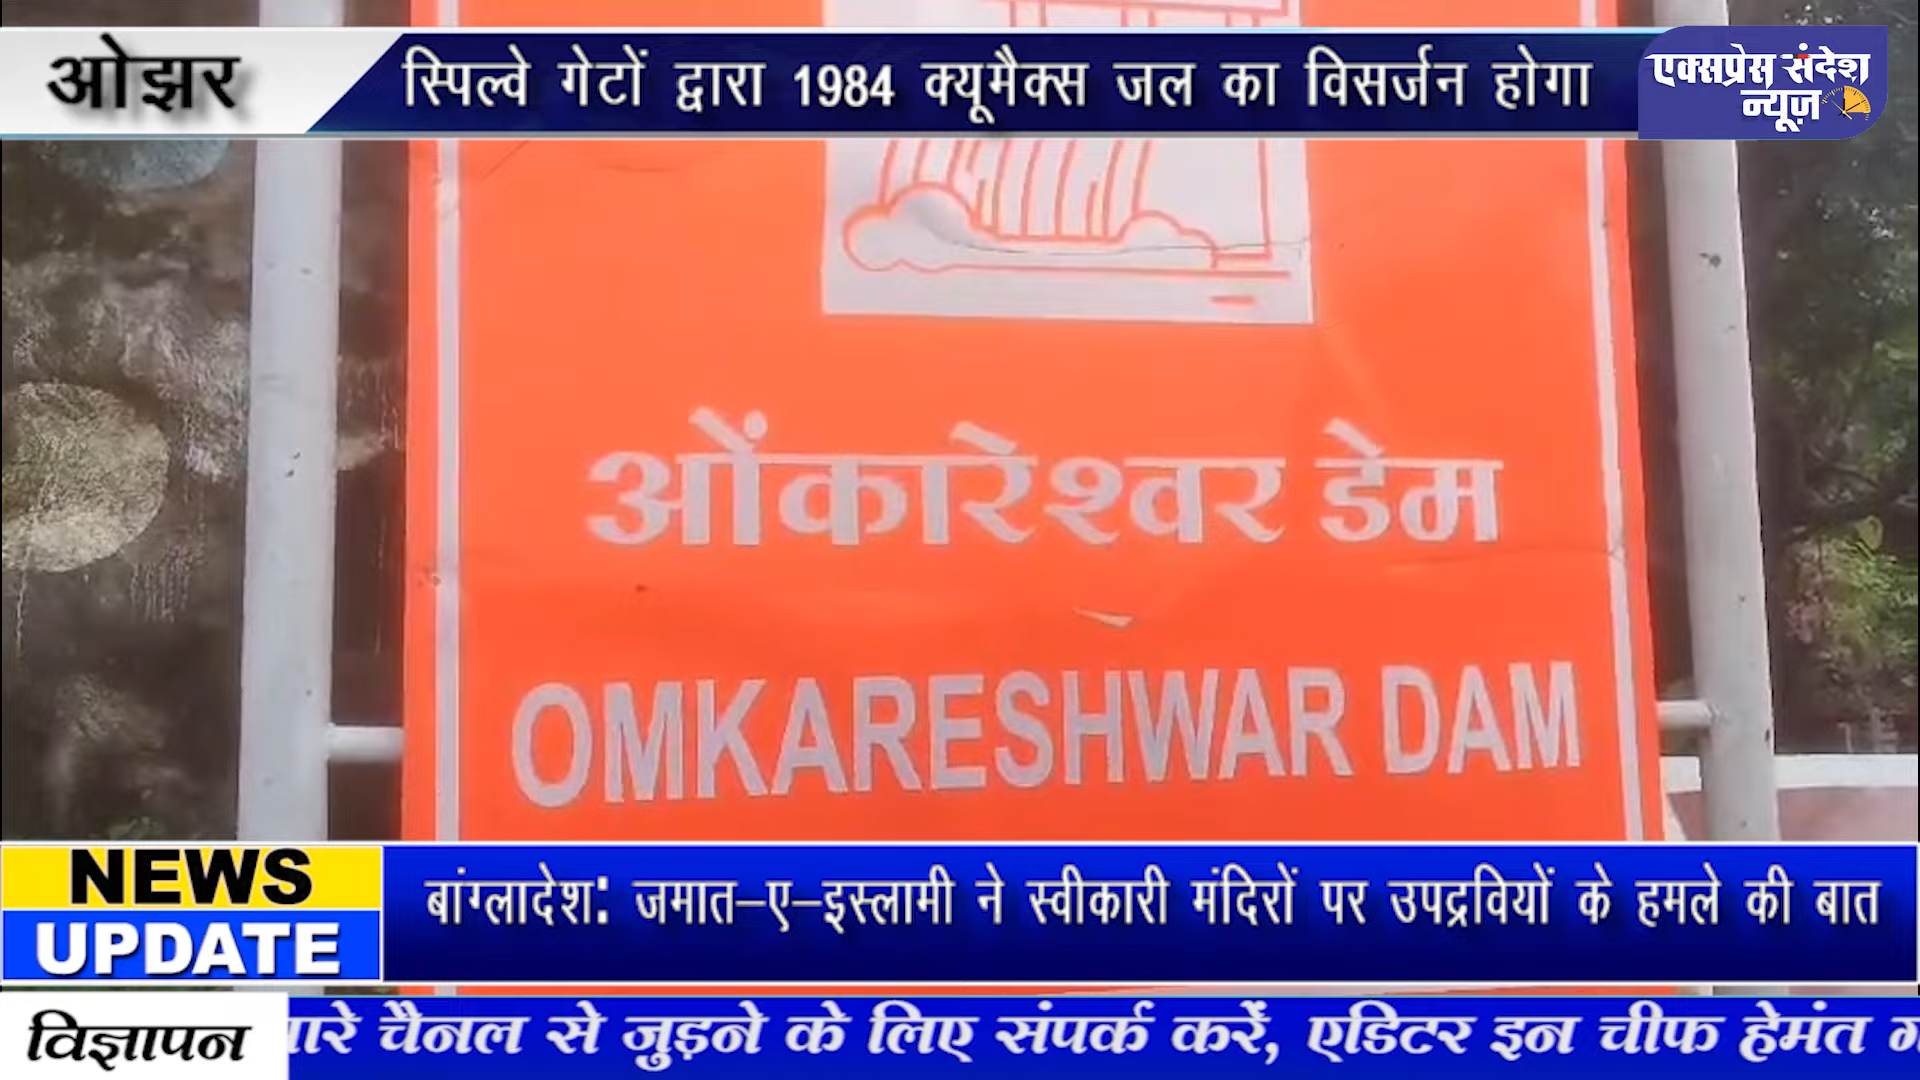 ओझर
स्पिल्वे गेटों द्वारा 1984 क्यूमैक्स जल का विसर्जन होगा
एक्सप्रेस संदेश
न्यूज़
ओंकारेश्वर डेम
OMKARESHWAR DAM
NEWS
UPDATE
बांग्लादेश: जमात-ए-इस्लामी ने स्वीकारी मंदिरों पर उपद्रवियों के हमले की बात
विज्ञापन
चैनल से जुड़ने के लिए संपर्क करें, एडिटर इन चीफ हेमंत